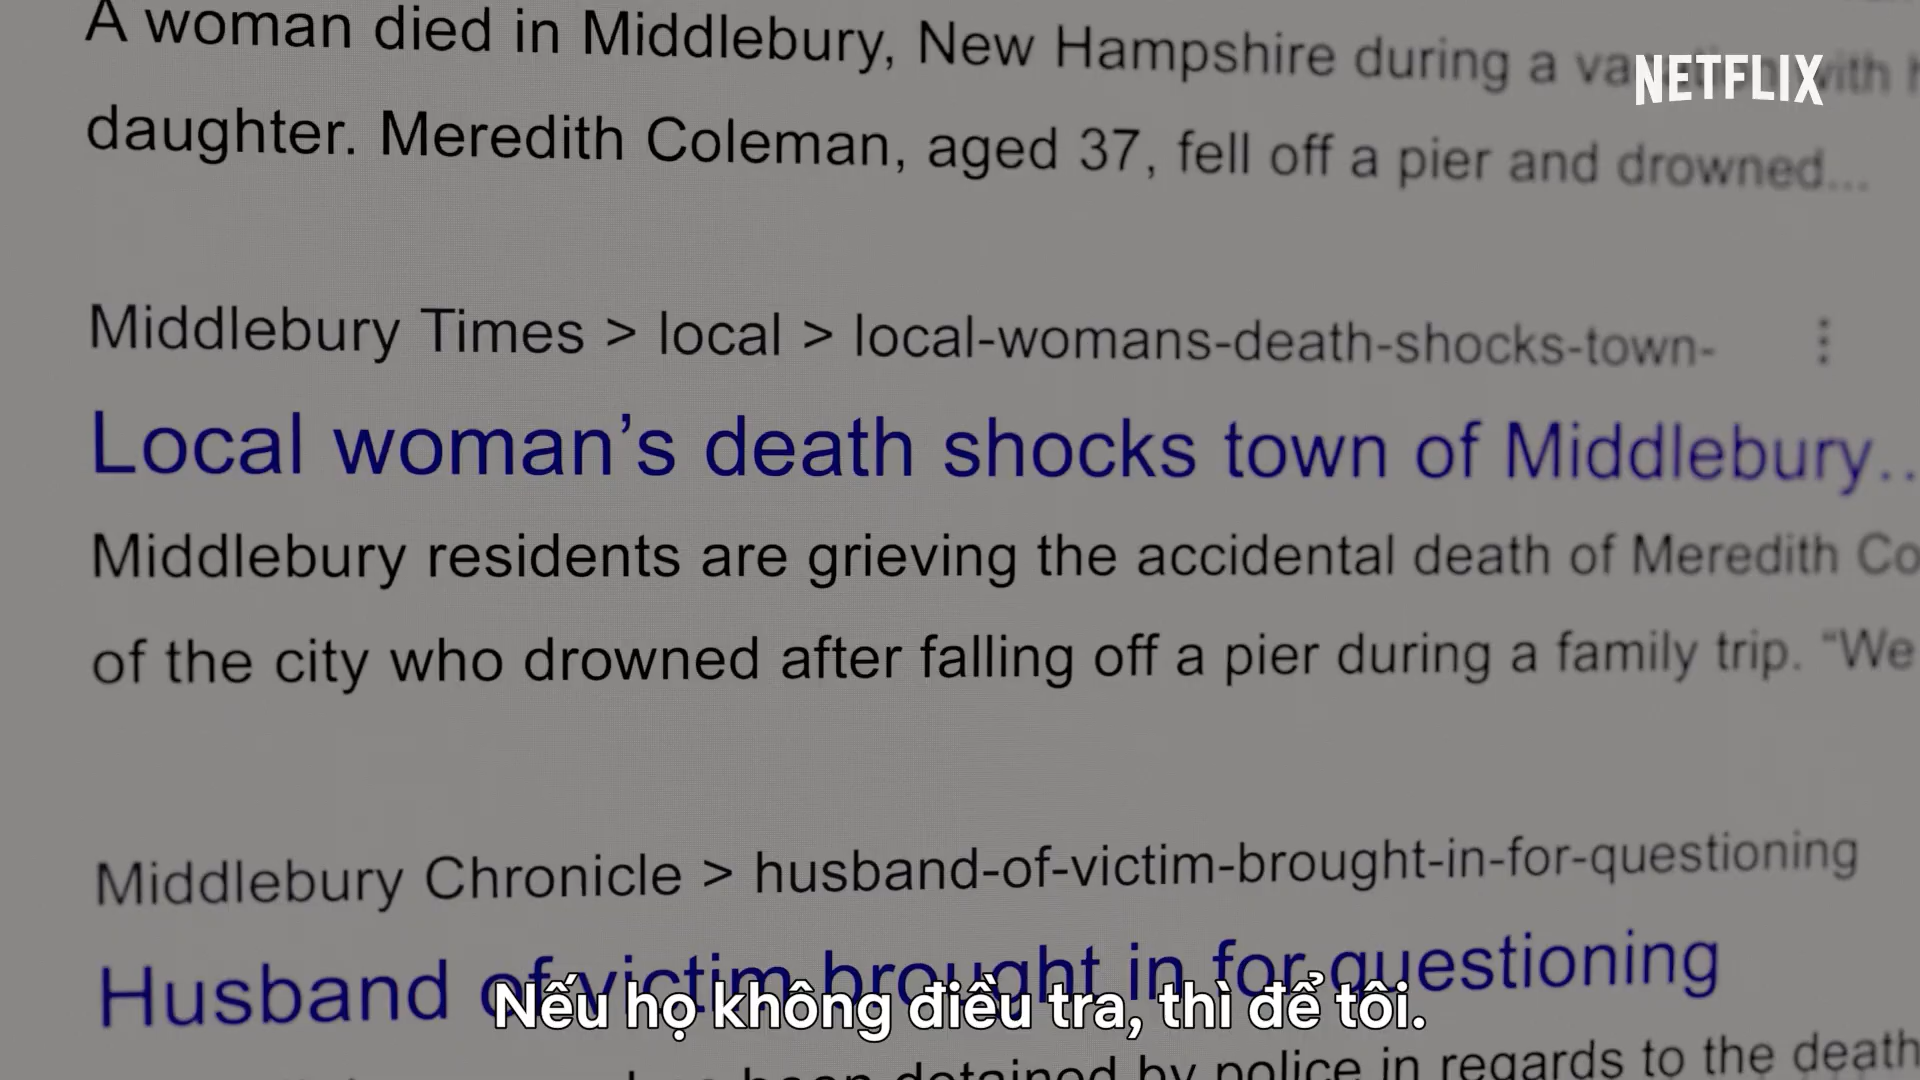 A woman died in Middlebury, New Hampshire during a with
NETFLIX
daughter. Meredith Coleman, aged 37, fell off a pier and drowned...
Middlebury Times > local > local-womans-death-shocks-town-
Local woman’s death shocks town of Middlebury...
Middlebury residents are grieving the accidental death of Meredith Co
of the city who drowned after falling off a pier during a family trip. “We
Middlebury Chronicle > husband-of-victim-brought-in-for-questioning
Husband of victim brought in for questioning
Nếu họ không điều tra, thì để tôi.
been detained by police in regards to the death